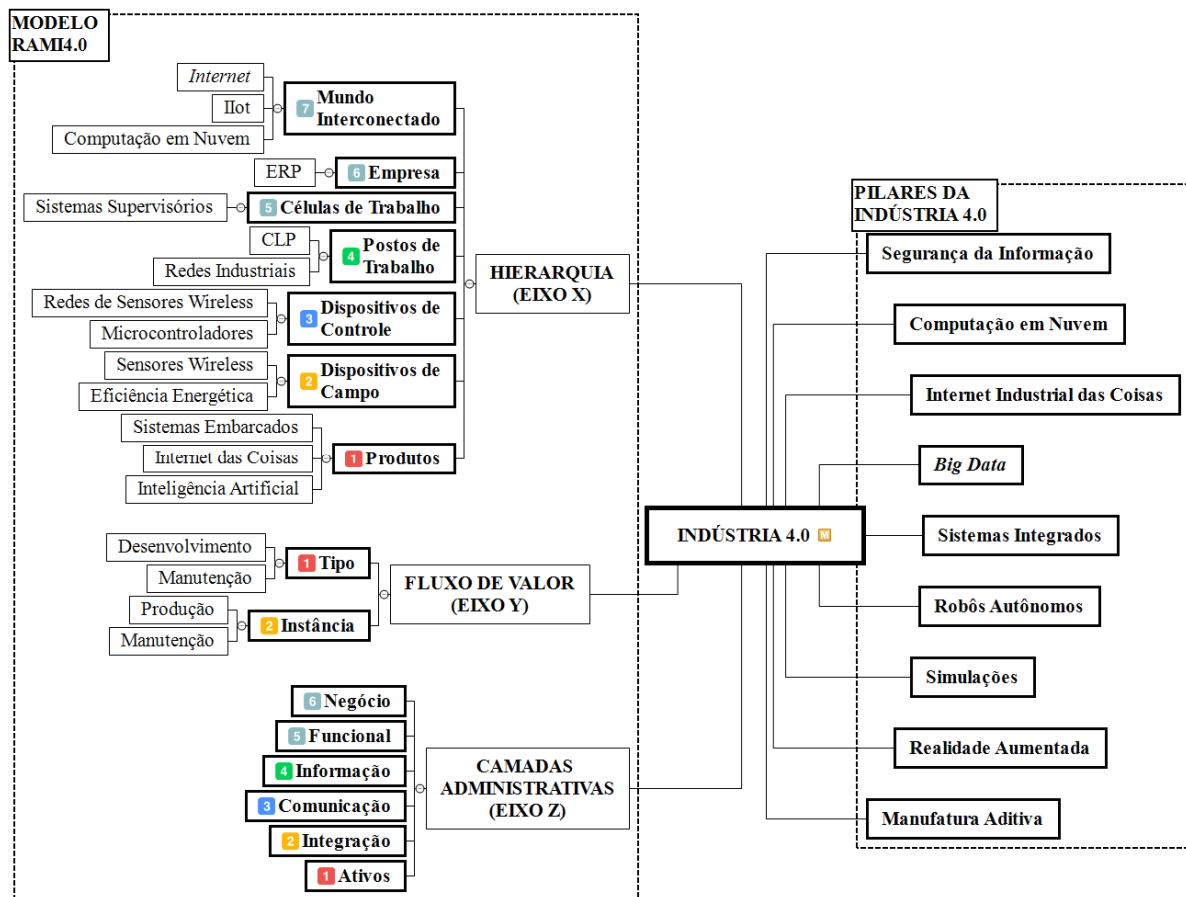 MODELO
RAMI4.0
Internet
IIot
Computação em Nuvem
7 Mundo
Interconectado
ERP
6 Empresa
Sistemas Supervisórios
5 Células de Trabalho
CLP
Redes Industriais
4 Postos de
Trabalho
Redes de Sensores Wireless
Microcontroladores
3 Dispositivos de
Controle
Sensores Wireless
Eficiência Energética
2 Dispositivos de
Campo
Sistemas Embarcados
Internet das Coisas
Inteligência Artificial
1 Produtos
HIERARQUIA
(EIXO X)
Desenvolvimento
Manutenção
1 Tipo
Produção
Manutenção
2 Instância
FLUXO DE VALOR
(EIXO Y)
6 Negócio
5 Funcional
4 Informação
3 Comunicação
2 Integração
1 Ativos
CAMADAS
ADMINISTRATIVAS
(EIXO Z)
INDÚSTRIA 4.0 M
PILARES DA
INDÚSTRIA 4.0
Segurança da Informação
Computação em Nuvem
Internet Industrial das Coisas
Big Data
Sistemas Integrados
Robôs Autônomos
Simulações
Realidade Aumentada
Manufatura Aditiva